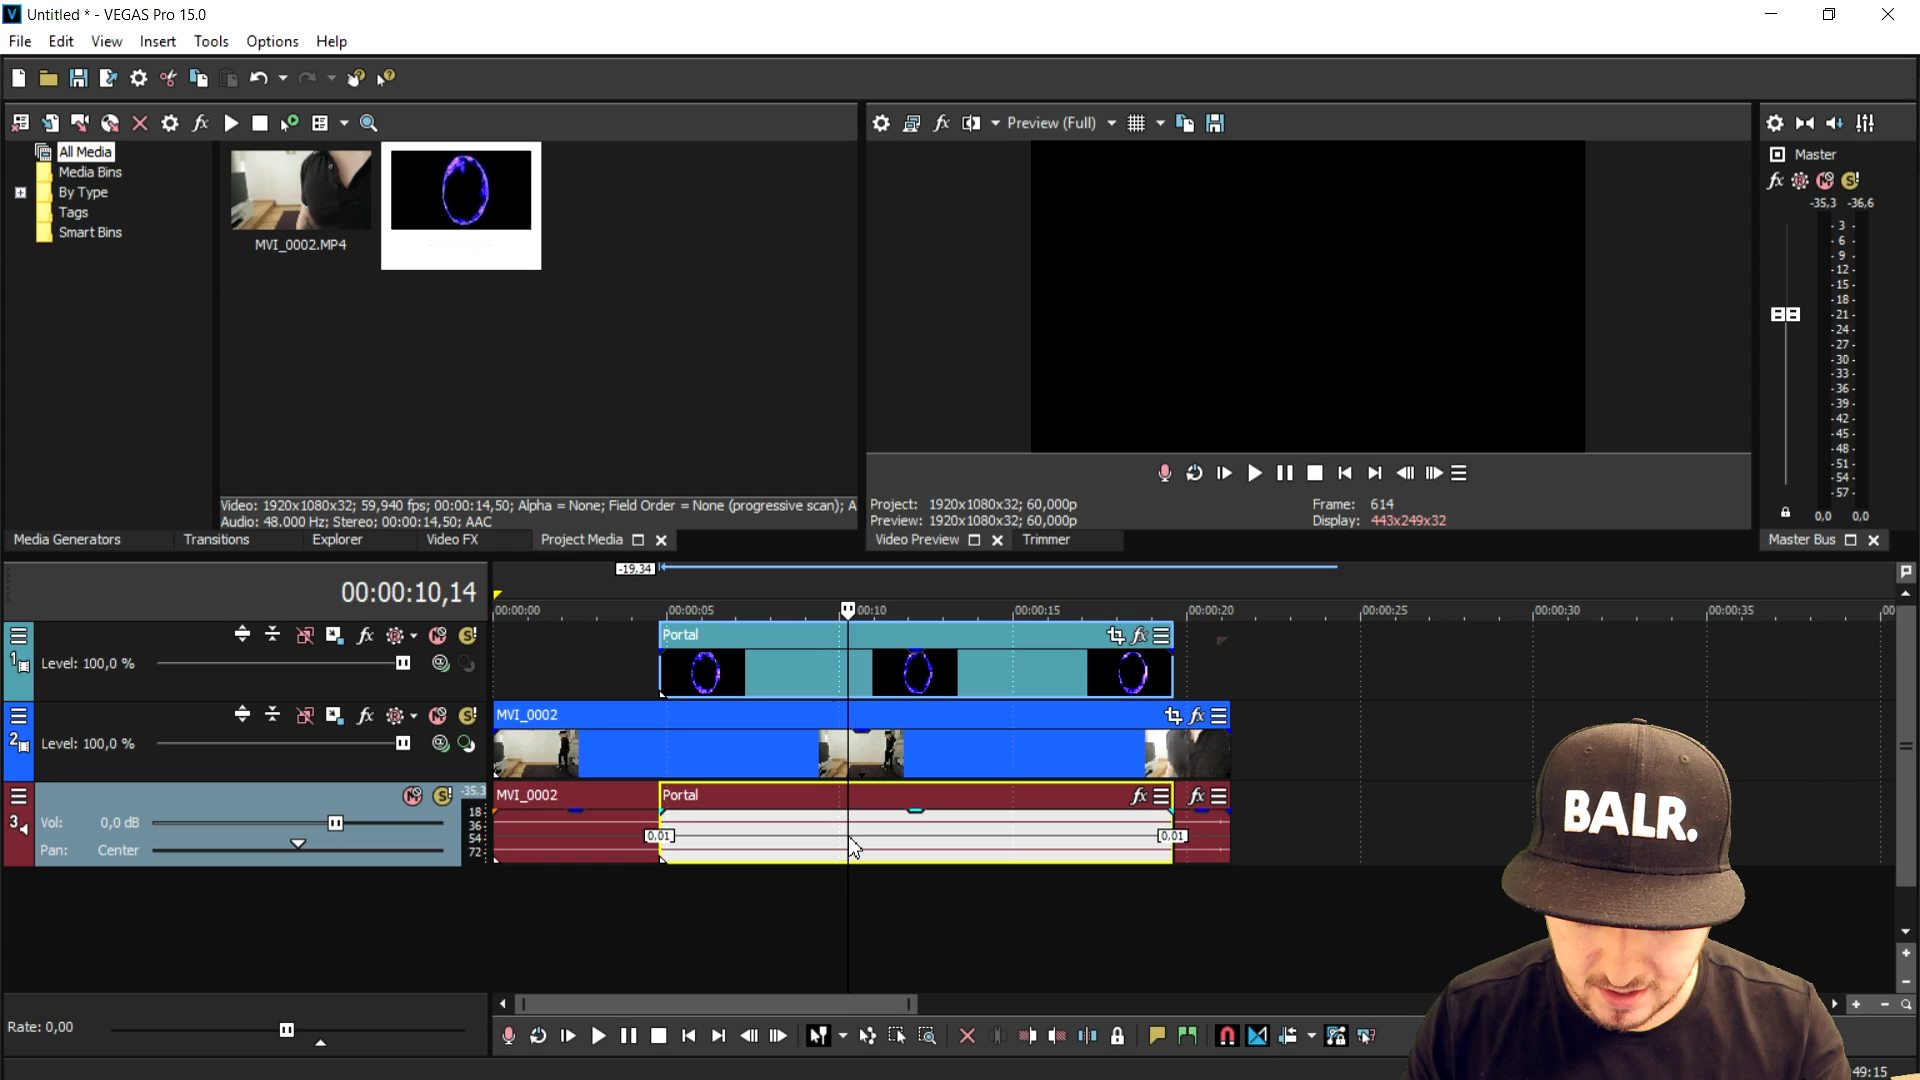 Untitled * - VEGAS Pro 15.0
File Edit View Insert Tools Options Help
Preview (Full)
All Media
Media Bins
By Type
Tags
Smart Bins
MVI_0002.MP4
Master
-35,3 -36,6
- 3 -
- 6 -
- 9 -
-12-
-15-
-18-
-21-
-24-
-27-
-30-
-33-
-36-
-39-
-42-
-45-
-48-
-51-
-54-
-57-
0,0 0,0
Video: 1920x1080x32; 59,940 fps; 00:00:14,50; Alpha = None; Field Order = None (progressive scan); A
Audio: 48.000 Hz; Stereo; 00:00:14,50; AAC
Project: 1920x1080x32; 60,000p
Frame: 614
Preview: 1920x1080x32; 60,000p
Display: 443x249x32
Media Generators Transitions Explorer Video FX Project Media
Video Preview Trimmer
Master Bus
-19,34
00:00:10,14
00:00:00 00:00:05 00:00:10 00:00:15 00:00:20 00:00:25 00:00:30 00:00:35 00
1
Level: 100,0 %
Portal
2
Level: 100,0 %
MVI_0002
3
-35,3
18
36
54
72
Vol: 0,0 dB
Pan: Center
MVI_0002
Portal
0,01
0,01
BALR.
Rate: 0,00
49:15